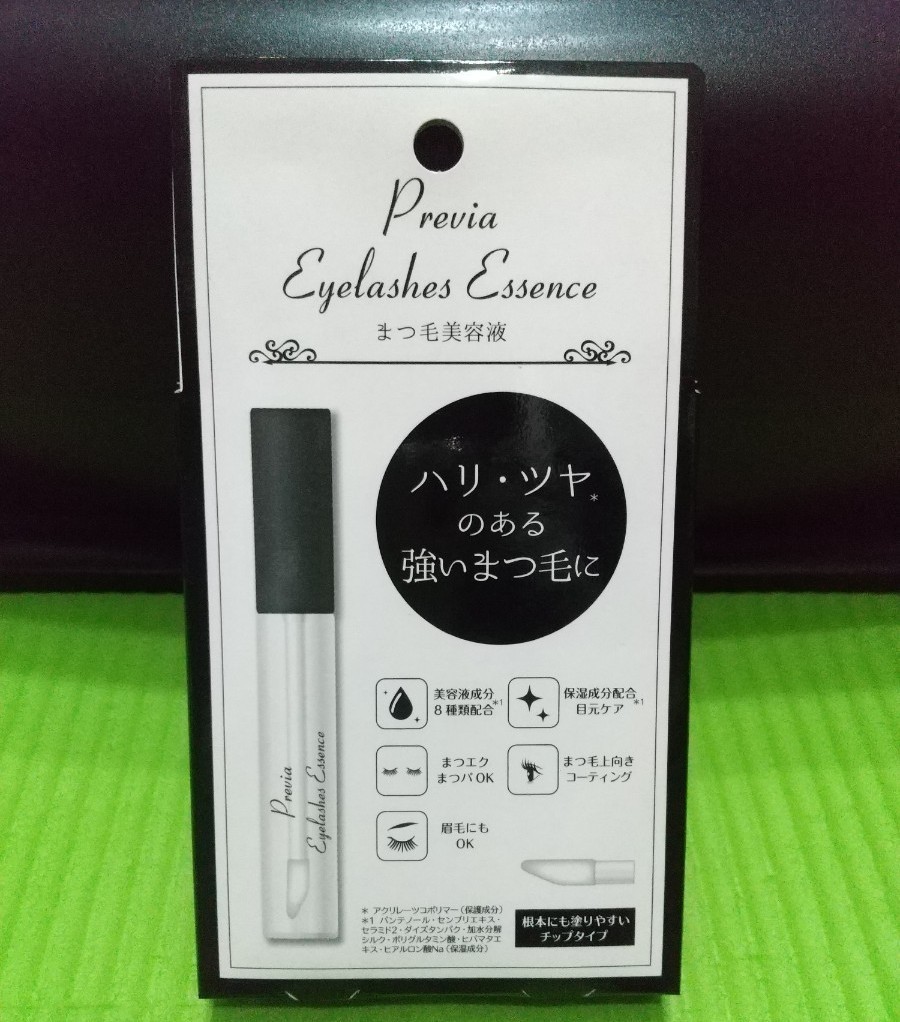 Previa
Eyelashes Essence
まつ毛美容液
ハリ・ツヤ*
のある
強いまつ毛に
美容液成分
8種類配合*1
保湿成分配合
目元ケア*1
まつエク
まつパOK
まつ毛上向き
コーティング
眉毛にも
OK
Previa
Eyelashes Essence
* アクリレーツコポリマー(保護成分)
*1 パンテノール・センブリエキス・
セラミド2・ダイズタンパク・加水分解
シルク・ポリグルタミン酸・ヒバマタエ
キス・ヒアルロン酸Na(保湿成分)
根本にも塗りやすい
チップタイプ